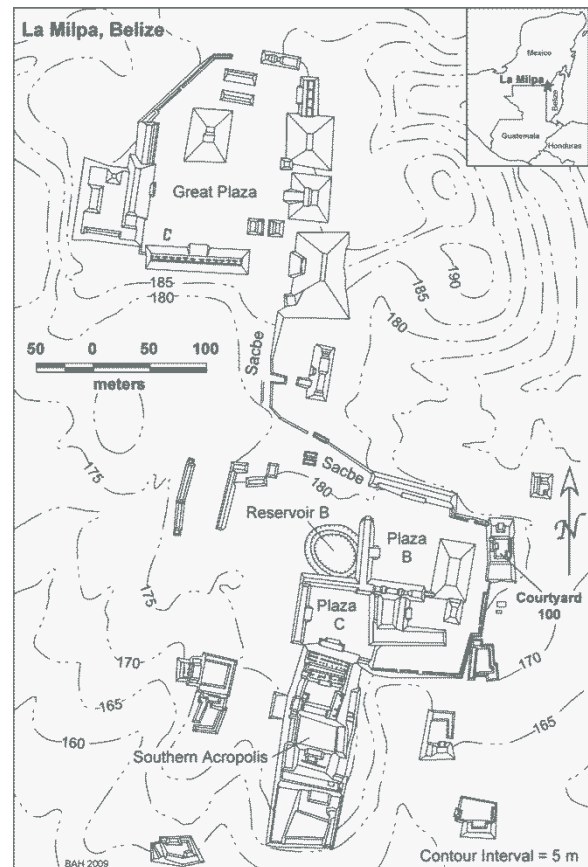 La Milpa, Belize
Mexico
La Milpa
Belize
Guatemala
Honduras
Great Plaza
C
185
180
190
185
180
50 0 50 100
meters
Sacbe
Sacbe
175
180
Reservoir B
Plaza
B
N
Courtyard
100
175
Plaza
C
170
170
165
165
160
Southern Acropolis
BAH 2009
Contour Interval = 5 m